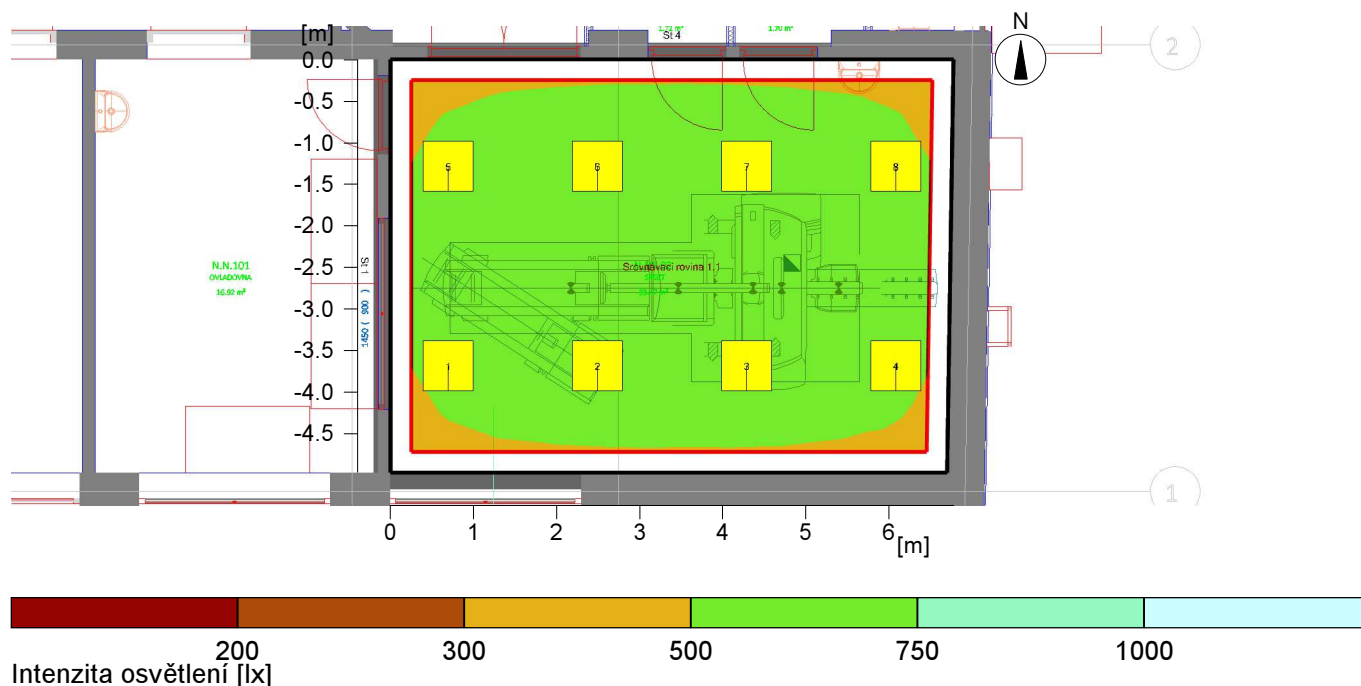 1.70 m²
[m]
St 4
N
2
0.0
-0.5
-1.0
-1.5
-2.0
-2.5
-3.0
-3.5
-4.0
-4.5
5
6
7
8
N.N.101
OVLADOVNA
16.92 m²
St 1
1450 ( 900 )
Srovnávací rovina 1.1
1
2
3
4
1
0 1 2 3 4 5 6 [m]
200 300 500 750 1000
Intenzita osvětlení [lx]